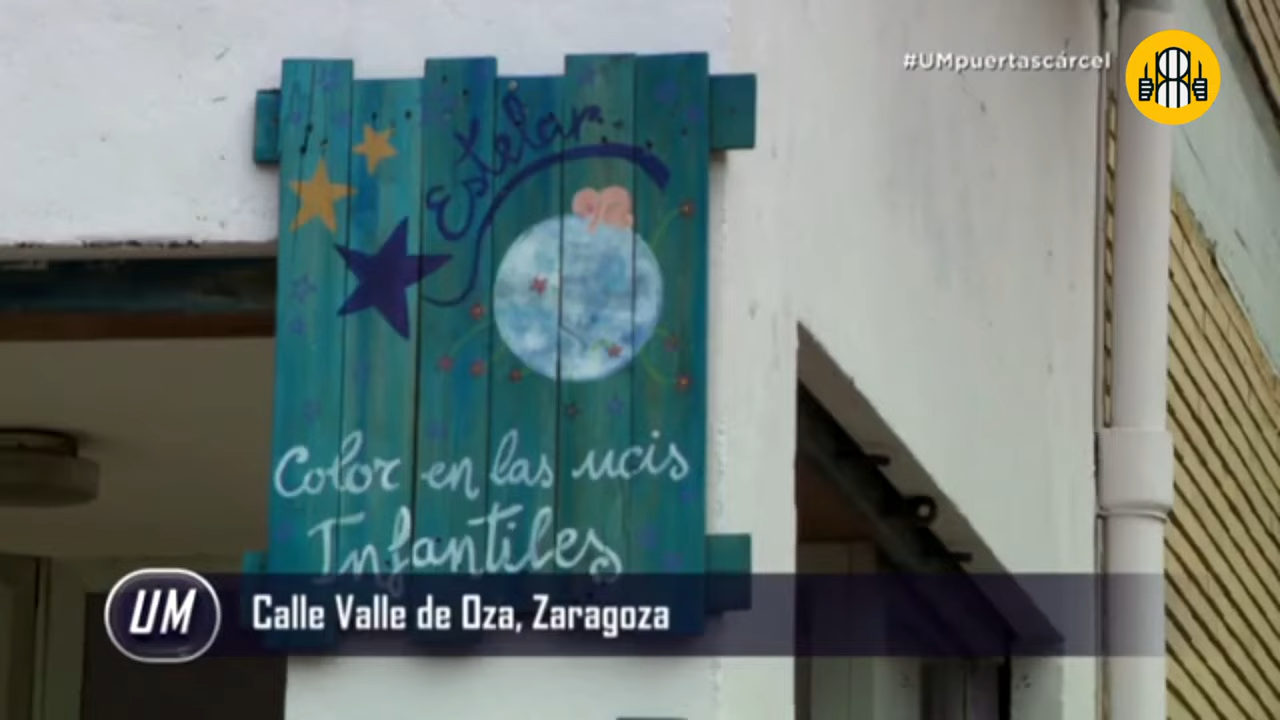 #UMpuertascárcel
Estelar
Color en las ucis
Infantiles
UM Calle Valle de Oza, Zaragoza